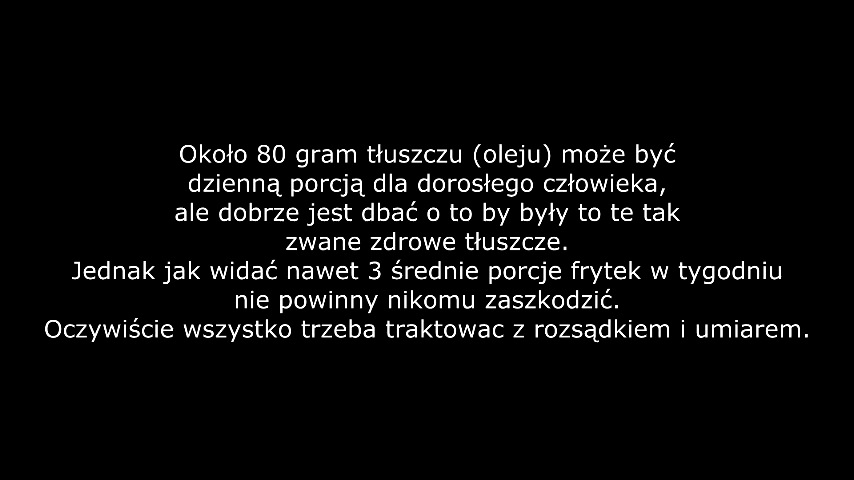 Około 80 gram tłuszczu (oleju) może być
dzienną porcją dla dorosłego człowieka,
ale dobrze jest dbać o to by były to te tak
zwane zdrowe tłuszcze.
Jednak jak widać nawet 3 średnie porcje frytek w tygodniu
nie powinny nikomu zaszkodzić.
Oczywiście wszystko trzeba traktowac z rozsądkiem i umiarem.